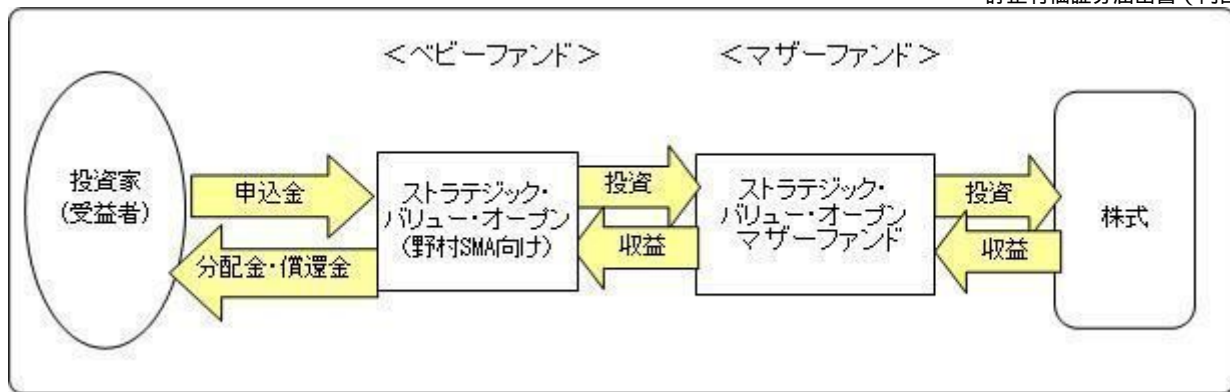 ＜ベビーファンド＞
＜マザーファンド＞
投資家
(受益者)
申込金
分配金・償還金
ストラテジック・
バリュー・オープン
(野村SMA向け)
投資
収益
ストラテジック・
バリュー・オープン
マザーファンド
投資
収益
株式